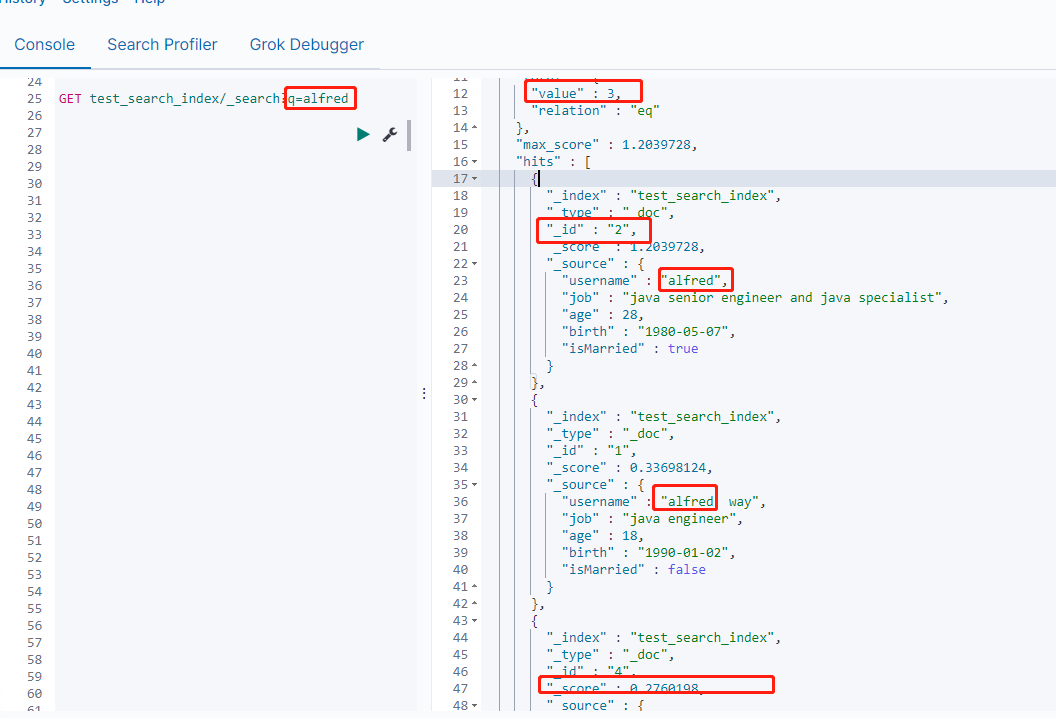 History Settings Help
Console Search Profiler Grok Debugger
24
25 GET test_search_index/_search?q=alfred
26
27
28
29
30
31
32
33
34
35
36
37
38
39
40
41
42
43
44
45
46
47
48
49
50
51
52
53
54
55
56
57
58
59
60
61
11
12 "value" : 3,
13 "relation" : "eq"
14 },
15 "max_score" : 1.2039728,
16 "hits" : [
17 {
18 "_index" : "test_search_index",
19 "_type" : "_doc",
20 "_id" : "2",
21 "_score" : 1.2039728,
22 "_source" : {
23 "username" : "alfred",
24 "job" : "java senior engineer and java specialist",
25 "age" : 28,
26 "birth" : "1980-05-07",
27 "isMarried" : true
28 }
29 },
30 {
31 "_index" : "test_search_index",
32 "_type" : "_doc",
33 "_id" : "1",
34 "_score" : 0.33698124,
35 "_source" : {
36 "username" : "alfred way",
37 "job" : "java engineer",
38 "age" : 18,
39 "birth" : "1990-01-02",
40 "isMarried" : false
41 }
42 },
43 {
44 "_index" : "test_search_index",
45 "_type" : "_doc",
46 "_id" : "4",
47 "_score" : 0.2760198,
48 "_source" : {